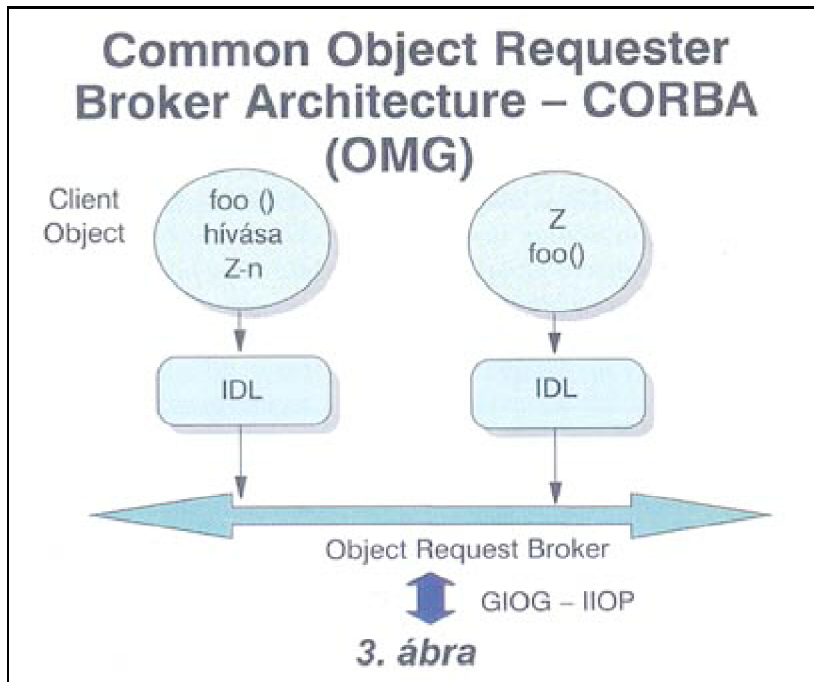 Common Object Requester
Broker Architecture – CORBA
(OMG)
Client
Object
foo ()
hívása
Z-n
Z
foo()
IDL
IDL
Object Request Broker
GIOG – IIOP
3. ábra